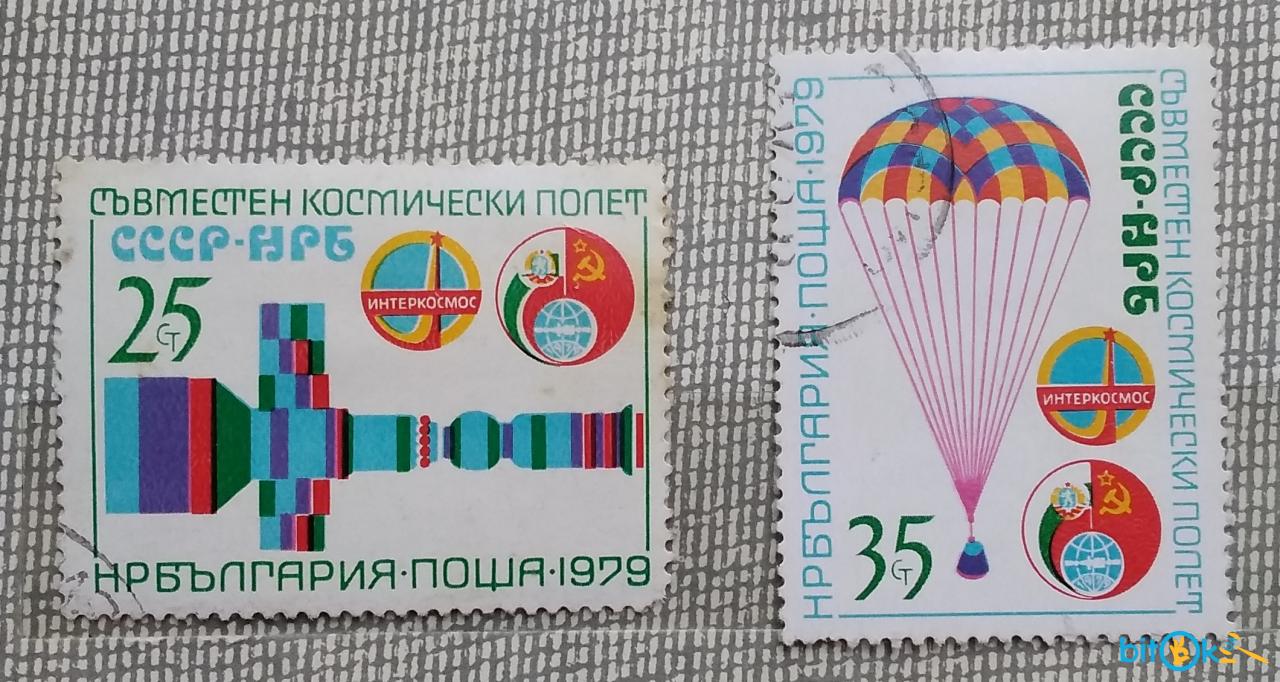 СЪВМЕСТЕН КОСМИЧЕСКИ ПОЛЕТ
СССР-НРБ
25
СТ
ИНТЕРКОСМОС
НРБЪЛГАРИЯ·ПОЩА·1979
НРБЪЛГАРИЯ·ПОЩА·1979
СЪВМЕСТЕН КОСМИЧЕСКИ ПОЛЕТ
СССР-НРБ
ИНТЕРКОСМОС
35
СТ
bitok